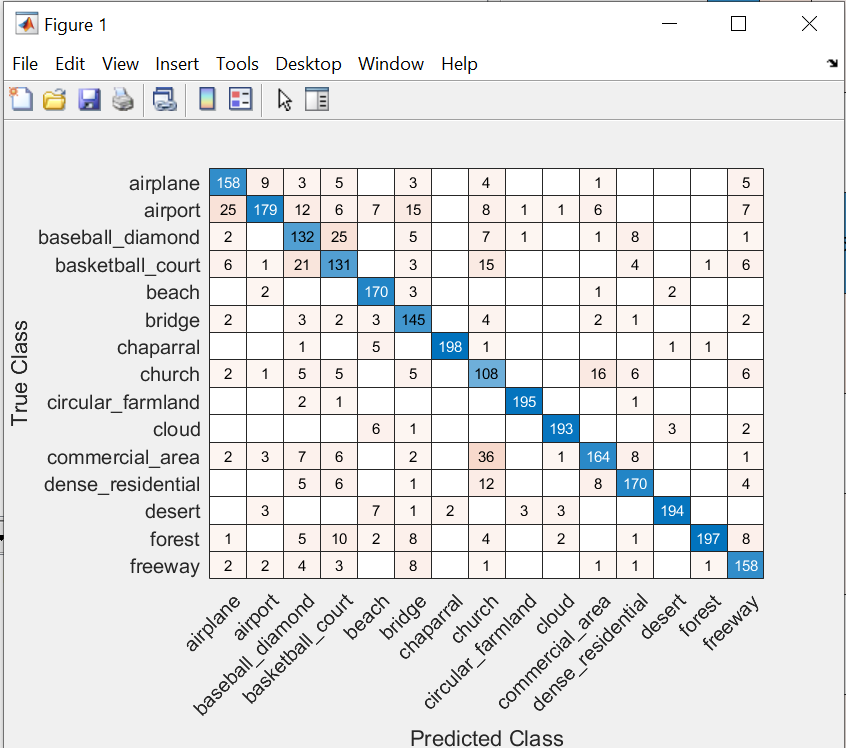 Figure 1
File Edit View Insert Tools Desktop Window Help
True Class
airplane 158 9 3 5 3 4 1 5
airport 25 179 12 6 7 15 8 1 1 6 7
baseball_diamond 2 132 25 5 7 1 1 8 1
basketball_court 6 1 21 131 3 15 4 1 6
beach 2 170 3 1 2
bridge 2 3 2 3 145 4 2 1 2
chaparral 1 5 198 1 1 1
church 2 1 5 5 5 108 16 6 6
circular_farmland 2 1 195 1
cloud 6 1 193 3 2
commercial_area 2 3 7 6 2 36 1 164 8 1
dense_residential 5 6 1 12 8 170 4
desert 3 7 1 2 3 3 194
forest 1 5 10 2 8 4 2 1 197 8
freeway 2 2 4 3 8 1 1 1 1 158
airplane
airport
baseball_diamond
basketball_court
beach
bridge
chaparral
church
circular_farmland
cloud
commercial_area
dense_residential
desert
forest
freeway
Predicted Class